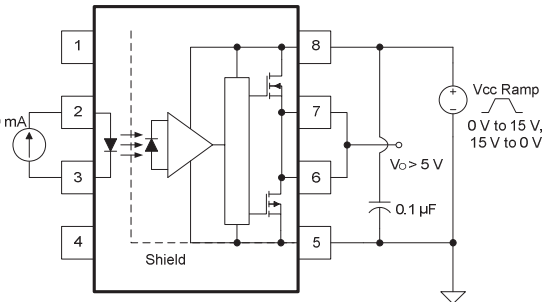 1
8
Vcc Ramp
0 V to 15 V,
15 V to 0 V
2
7
mA
VO > 5 V
3
6
0.1 µF
4
5
Shield
+
−